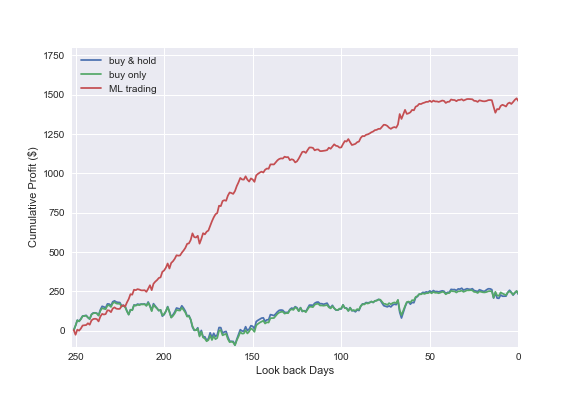 1750
1500
1250
1000
750
500
250
0
Cumulative Profit ($)
buy & hold
buy only
ML trading
250 200 150 100 50 0
Look back Days